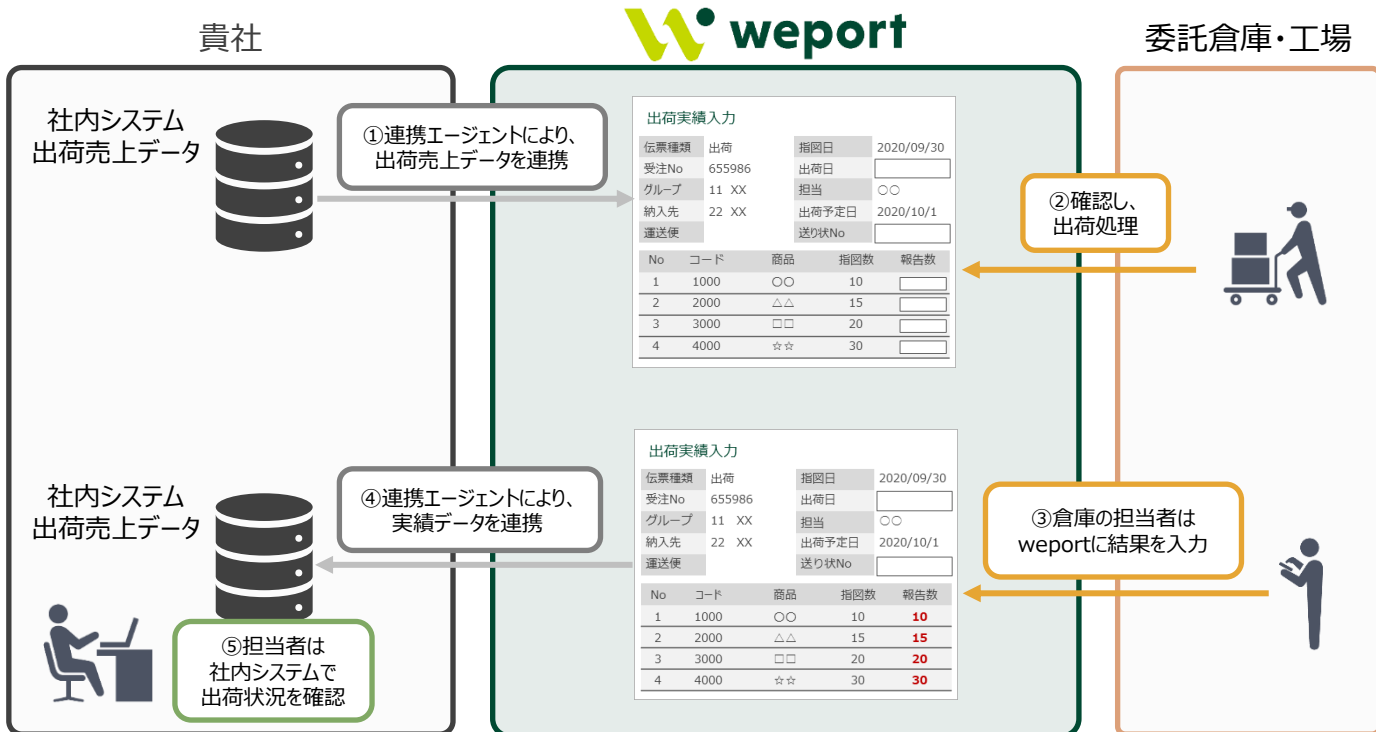 貴社
weport
委託倉庫・工場
社内システム
出荷売上データ
①連携エージェントにより、
出荷売上データを連携
出荷実績入力
伝票種類 出荷 指図日 2020/09/30
受注No 655986 出荷日
グループ 11 XX 担当 〇〇
納入先 22 XX 出荷予定日 2020/10/1
運送便 送り状No
No コード 商品 指図数 報告数
1 1000 〇〇 10
2 2000 △△ 15
3 3000 □□ 20
4 4000 ☆☆ 30
②確認し、
出荷処理
社内システム
出荷売上データ
④連携エージェントにより、
実績データを連携
出荷実績入力
伝票種類 出荷 指図日 2020/09/30
受注No 655986 出荷日
グループ 11 XX 担当 〇〇
納入先 22 XX 出荷予定日 2020/10/1
運送便 送り状No
No コード 商品 指図数 報告数
1 1000 〇〇 10 10
2 2000 △△ 15 15
3 3000 □□ 20 20
4 4000 ☆☆ 30 30
③倉庫の担当者は
weportに結果を入力
⑤担当者は
社内システムで
出荷状況を確認